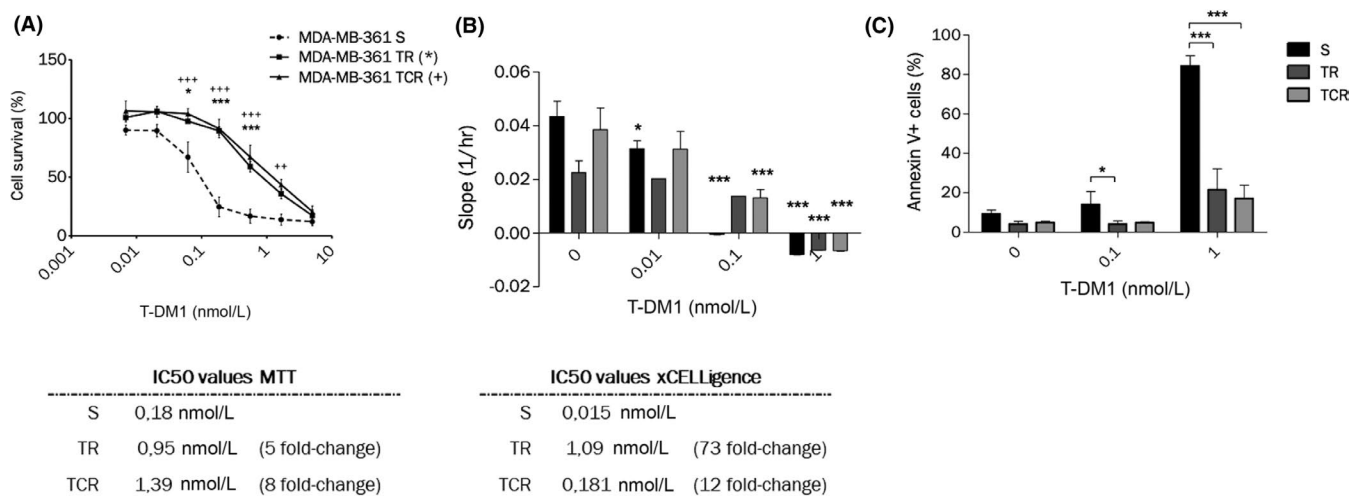 (A)
MDA-MB-361 S
MDA-MB-361 TR (*)
MDA-MB-361 TCR (+)
Cell survival (%)
150
100
50
0
+++
*
+++
***
+++
***
++
0.001
0.01
0.1
1
10
T-DM1 (nmol/L)
(B)
Slope (1/hr)
0.06
0.04
0.02
0.00
-0.02
*
***
***
***
***
***
0
0.01
0.1
1
T-DM1 (nmol/L)
(C)
Annexin V+ cells (%)
100
80
60
40
20
0
*
***
***
0
0.1
1
T-DM1 (nmol/L)
S
TR
TCR
IC50 values MTT
S 0,18 nmol/L
TR 0,95 nmol/L (5 fold-change)
TCR 1,39 nmol/L (8 fold-change)
IC50 values xCELLigence
S 0,015 nmol/L
TR 1,09 nmol/L (73 fold-change)
TCR 0,181 nmol/L (12 fold-change)